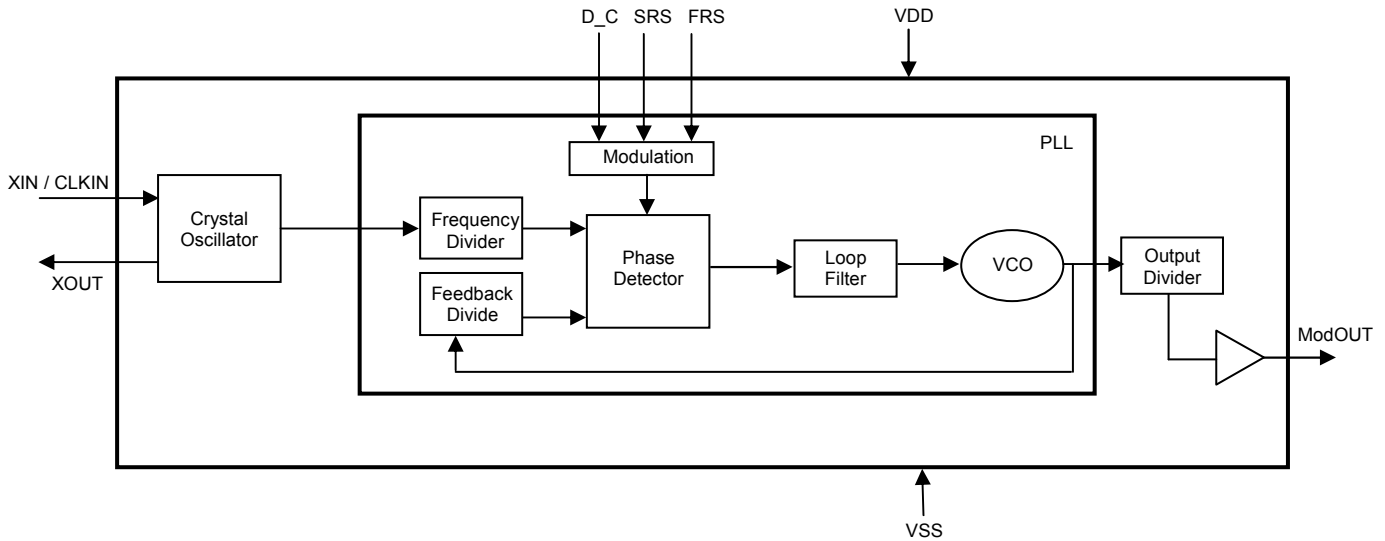 D_C SRS FRS
VDD
PLL
Modulation
XIN / CLKIN
XOUT
Crystal
Oscillator
Frequency
Divider
Feedback
Divide
Phase
Detector
Loop
Filter
VCO
Output
Divider
ModOUT
VSS